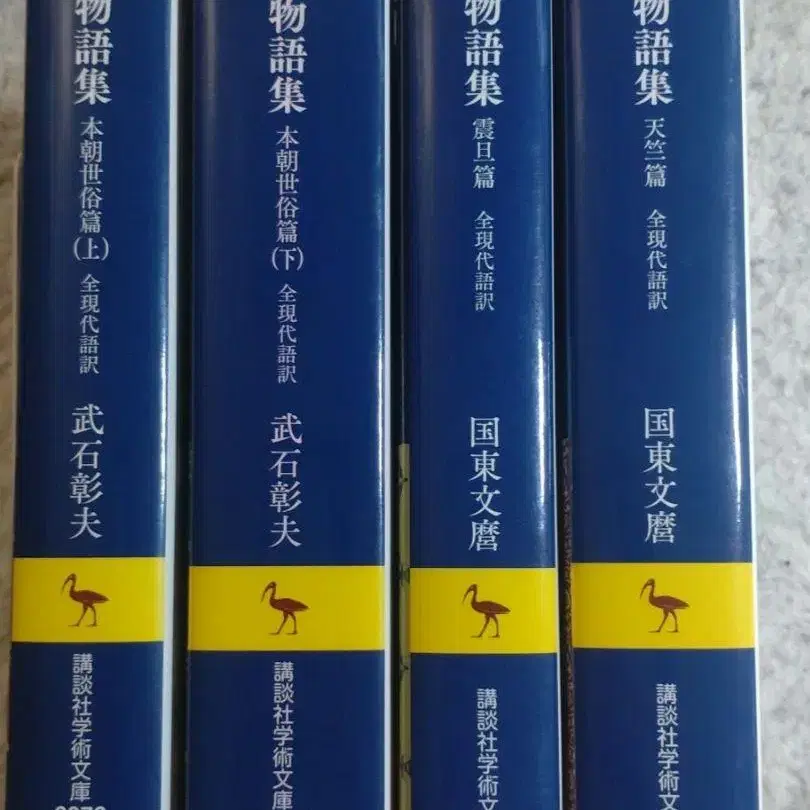 物語集 本朝世俗篇(上) 全現代語訳 武石彰夫
講談社学術文庫
物語集 本朝世俗篇(下) 全現代語訳 武石彰夫
講談社学術文庫
物語集 震旦篇 全現代語訳 国東文麿
講談社学術文
物語集 天竺篇 全現代語訳 国東文麿
講談社学術文